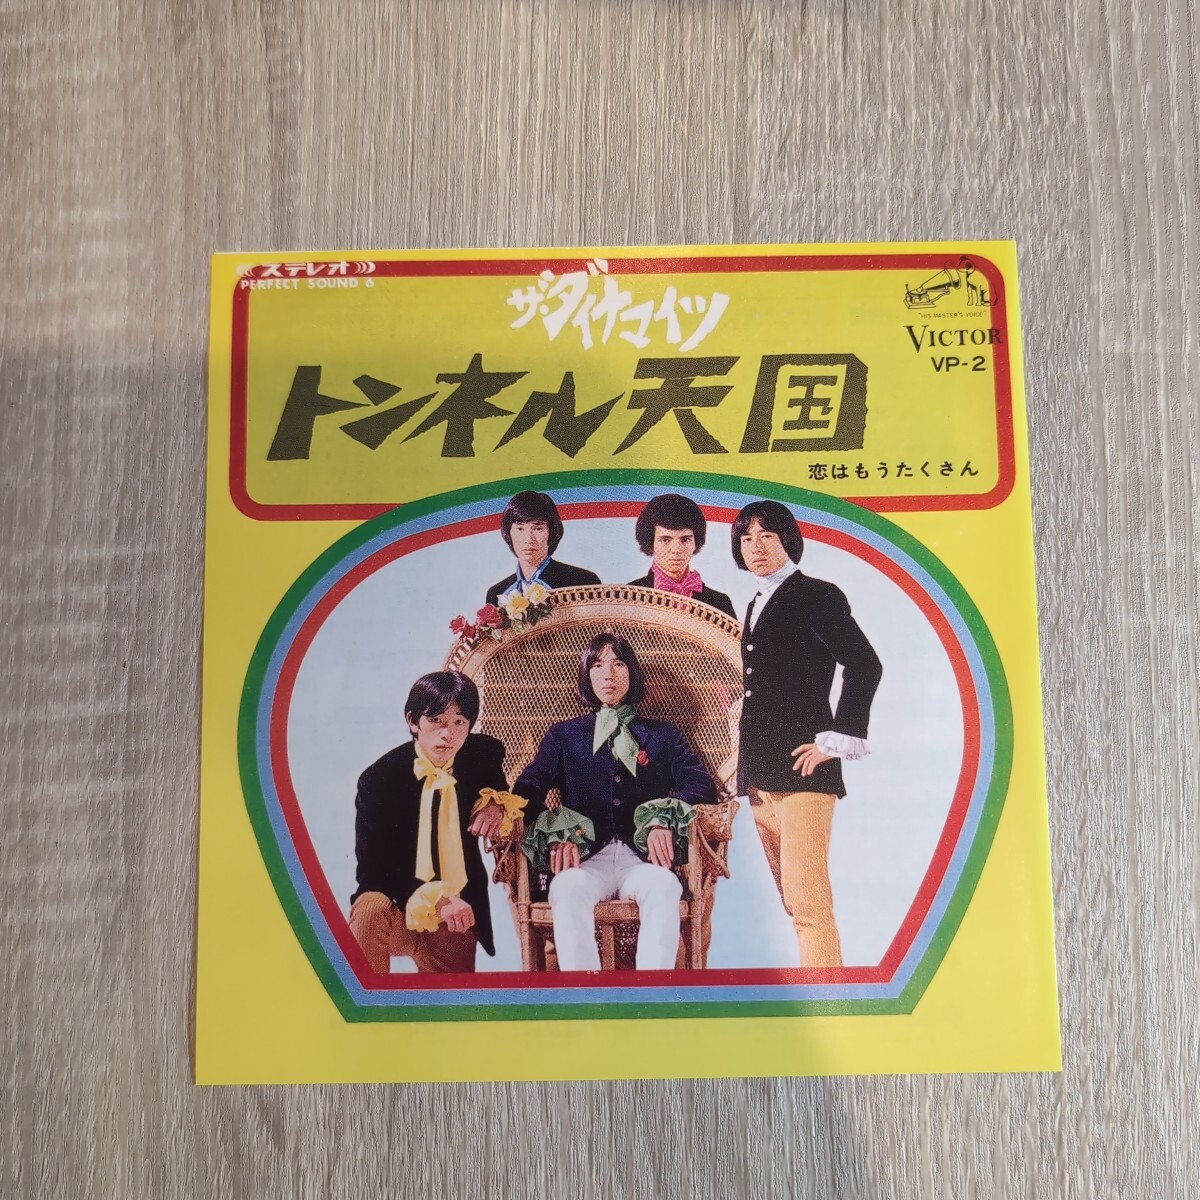 ステレオ
PERFECT SOUND 6
ザ・ダイナマイツ
トンネル天国
恋はもうたくさん
"HIS MASTER'S VOICE"
VICTOR
VP-2